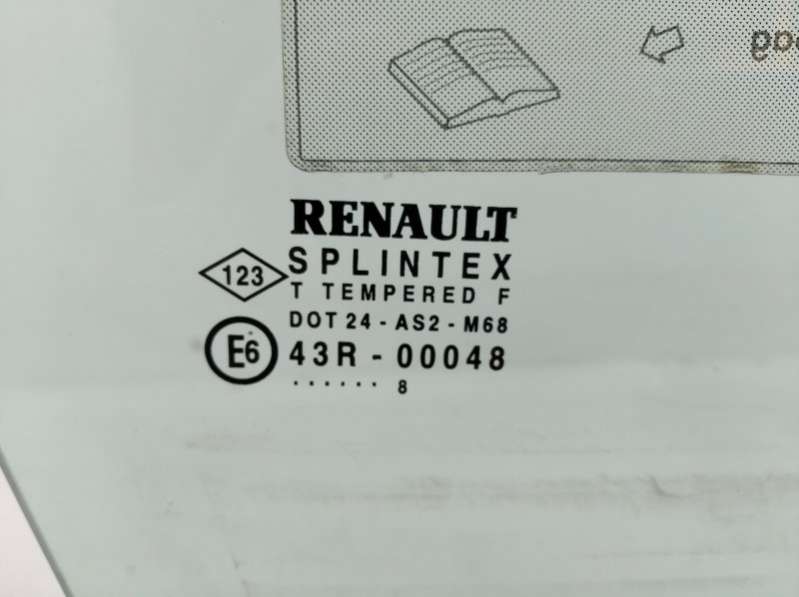 RENAULT
SPLINTEX
123
T TEMPERED F
DOT 24 - AS2 - M68
E6
43R - 00048
...... 8